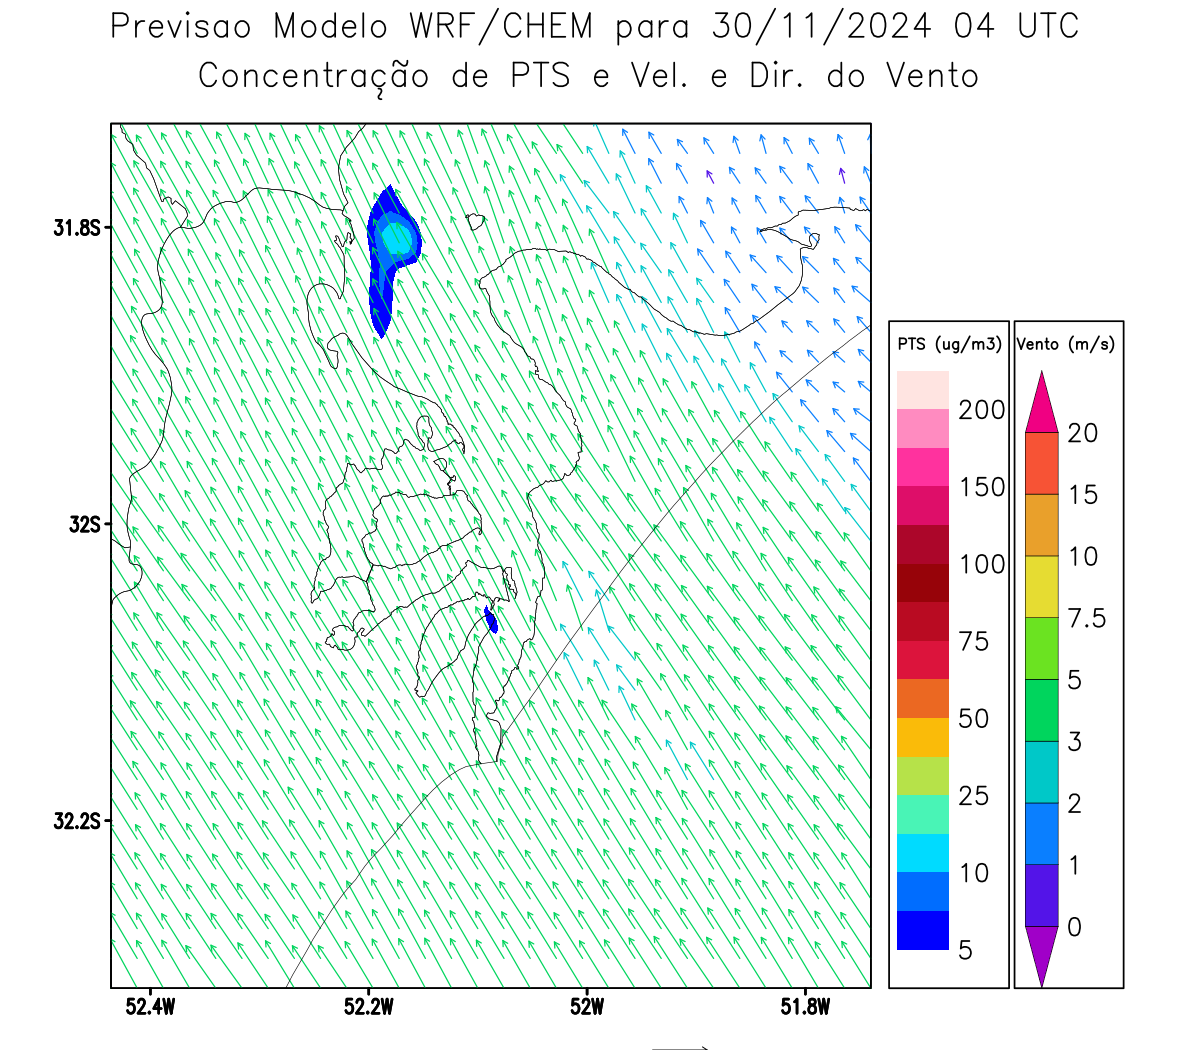 Previsao Modelo WRF/CHEM para 30/11/2024 04 UTC
Concentração de PTS e Vel. e Dir. do Vento
31.8S
32S
32.2S
52.4W
52.2W
52W
51.8W
PTS (ug/m3)
200
150
100
75
50
25
10
5
Vento (m/s)
20
15
10
7.5
5
3
2
1
0